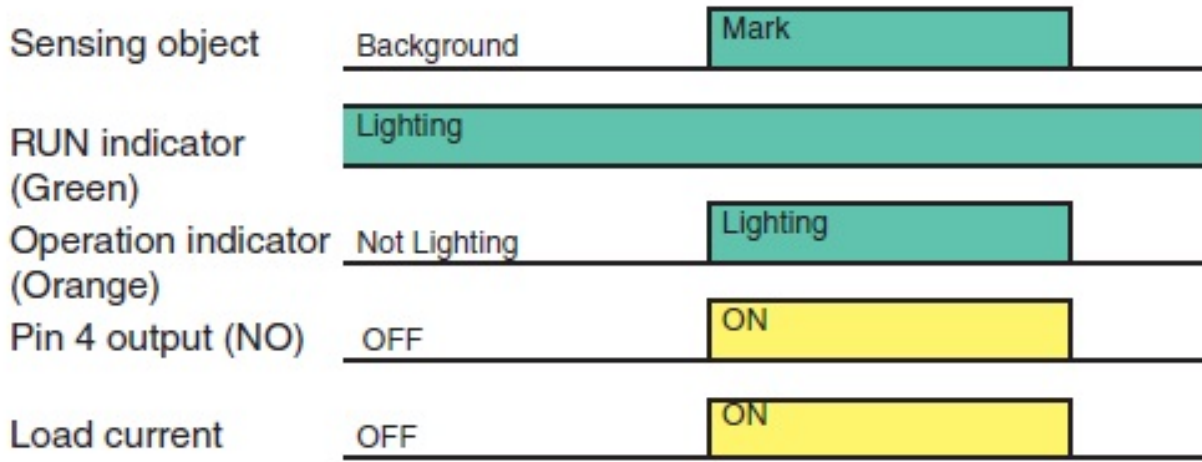 Sensing object Background Mark
RUN indicator Lighting
(Green)
Operation indicator Not Lighting Lighting
(Orange)
Pin 4 output (NO) OFF ON
Load current OFF ON